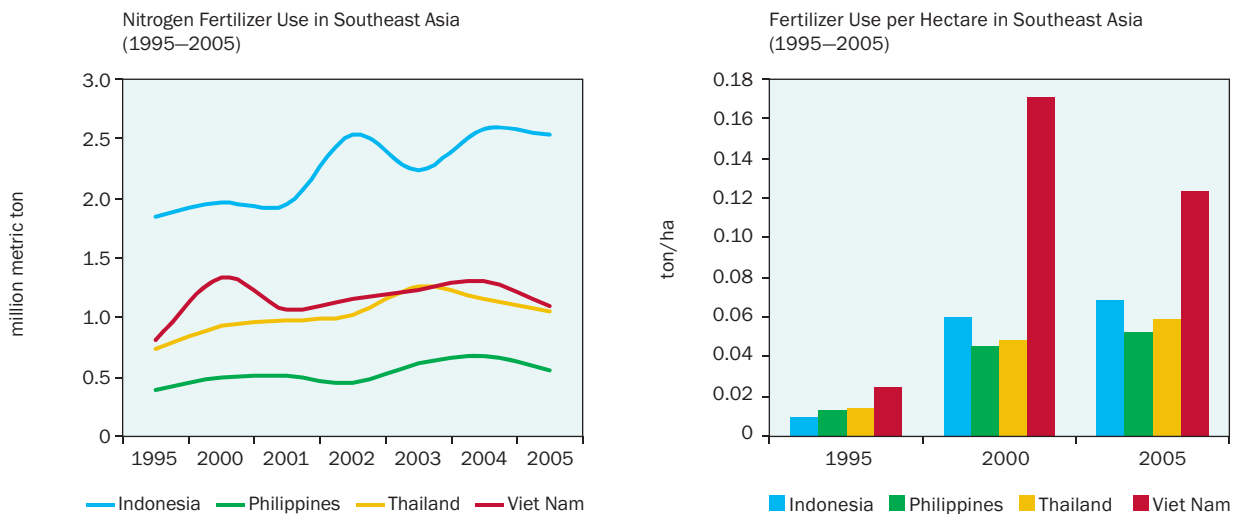 Nitrogen Fertilizer Use in Southeast Asia
(1995—2005)
million metric ton
3.0
2.5
2.0
1.5
1.0
0.5
0
1995 2000 2001 2002 2003 2004 2005
Indonesia Philippines Thailand Viet Nam
Fertilizer Use per Hectare in Southeast Asia
(1995—2005)
ton/ha
0.18
0.16
0.14
0.12
0.10
0.08
0.06
0.04
0.02
0
1995 2000 2005
Indonesia Philippines Thailand Viet Nam